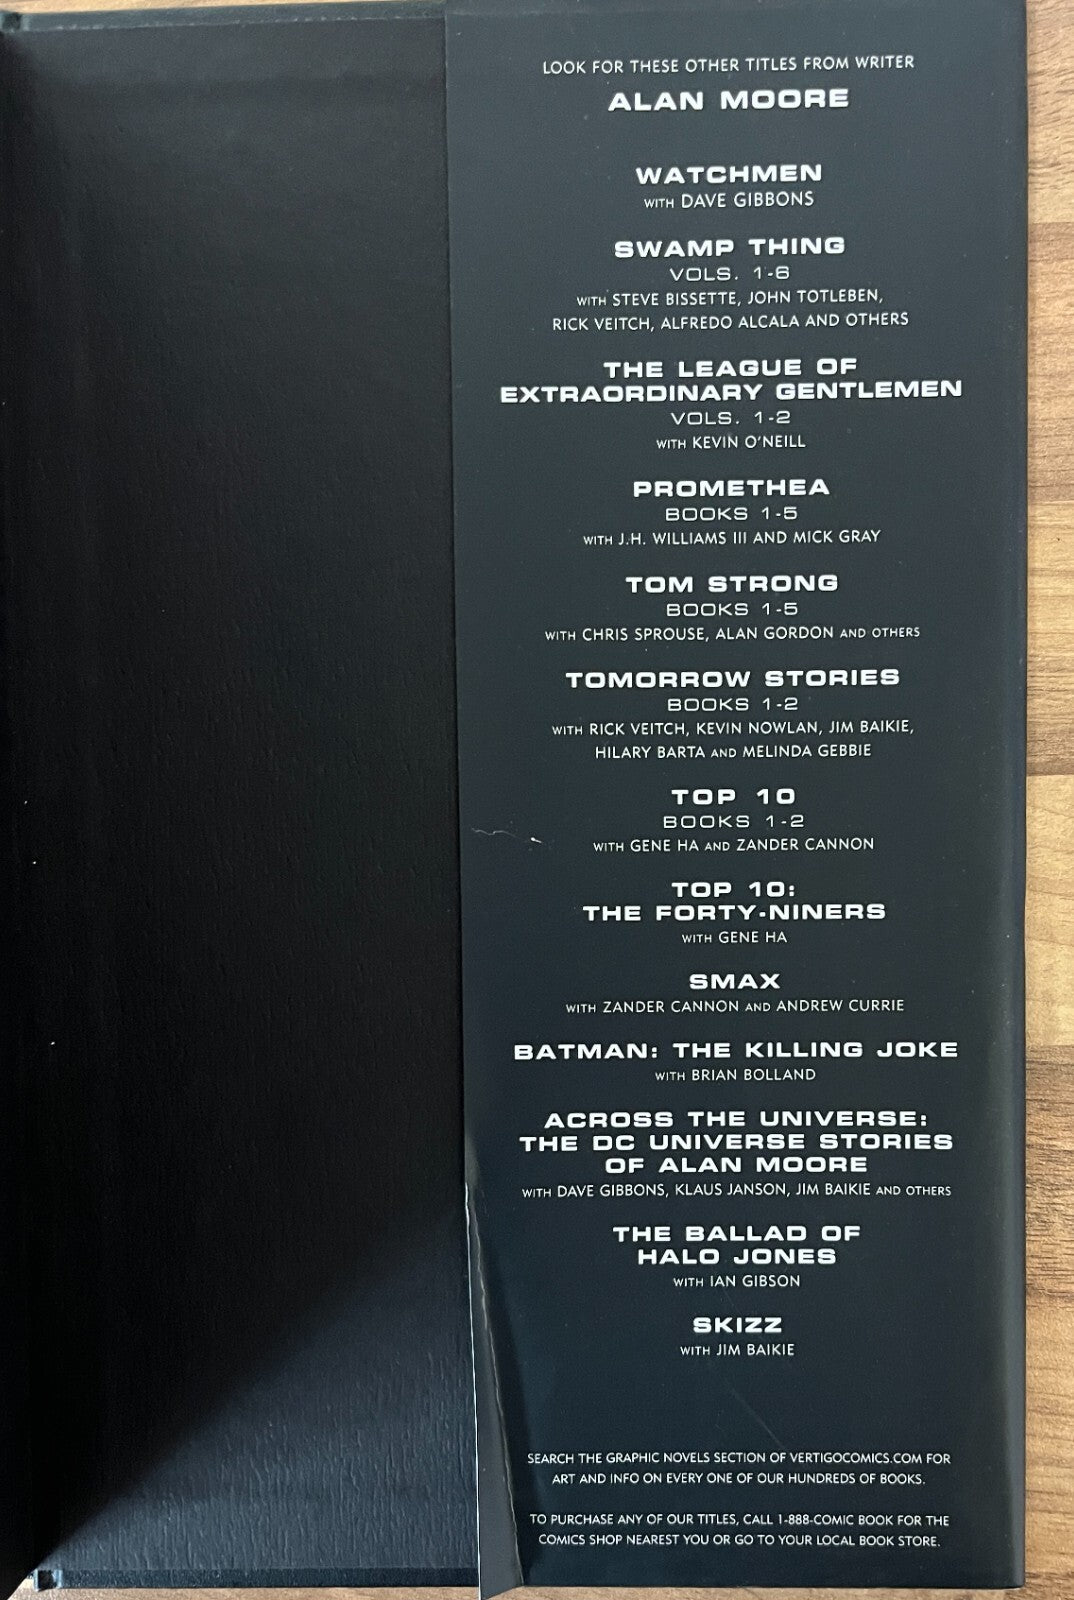 LOOK FOR THESE OTHER TITLES FROM WRITER
ALAN MOORE
WATCHMEN
WITH DAVE GIBBONS
SWAMP THING
VOLS. 1-6
WITH STEVE BISSETTE, JOHN TOTLEBEN,
RICK VEITCH, ALFREDO ALCALA AND OTHERS
THE LEAGUE OF
EXTRAORDINARY GENTLEMEN
VOLS. 1-2
WITH KEVIN O'NEILL
PROMETHEA
BOOKS 1-5
WITH J.H. WILLIAMS III AND MICK GRAY
TOM STRONG
BOOKS 1-5
WITH CHRIS SPROUSE, ALAN GORDON AND OTHERS
TOMORROW STORIES
BOOKS 1-2
WITH RICK VEITCH, KEVIN NOWLAN, JIM BAIKIE,
HILARY BARTA AND MELINDA GEBBIE
TOP 10
BOOKS 1-2
WITH GENE HA AND ZANDER CANNON
TOP 10:
THE FORTY-NINERS
WITH GENE HA
SMAX
WITH ZANDER CANNON AND ANDREW CURRIE
BATMAN: THE KILLING JOKE
WITH BRIAN BOLLAND
ACROSS THE UNIVERSE:
THE DC UNIVERSE STORIES
OF ALAN MOORE
WITH DAVE GIBBONS, KLAUS JANSON, JIM BAIKIE AND OTHERS
THE BALLAD OF
HALO JONES
WITH IAN GIBSON
SKIZZ
WITH JIM BAIKIE
SEARCH THE GRAPHIC NOVELS SECTION OF VERTIGOCOMICS.COM FOR
ART AND INFO ON EVERY ONE OF OUR HUNDREDS OF BOOKS.
TO PURCHASE ANY OF OUR TITLES, CALL 1-888-COMIC BOOK FOR THE
COMICS SHOP NEAREST YOU OR GO TO YOUR LOCAL BOOK STORE.